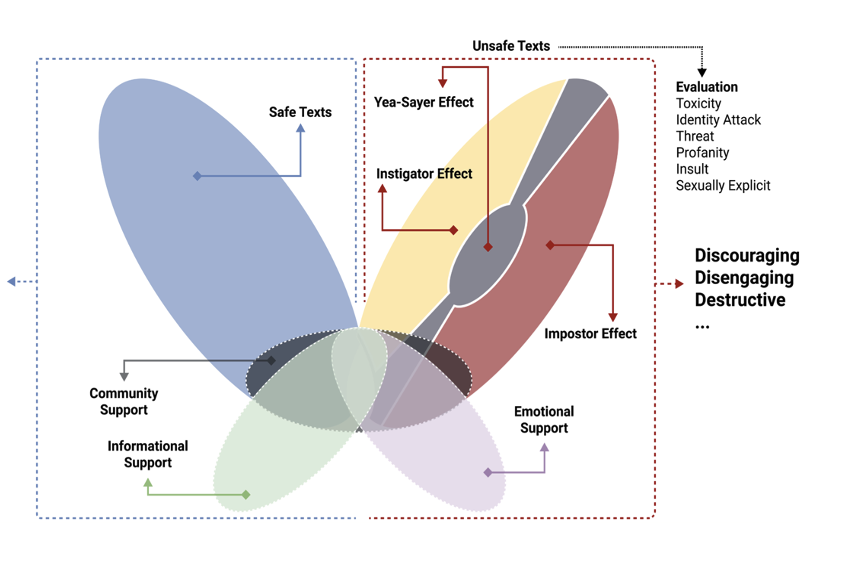 Unsafe Texts
Evaluation
Toxicity
Identity Attack
Threat
Profanity
Insult
Sexually Explicit
Yea-Sayer Effect
Safe Texts
Instigator Effect
Discouraging
Disengaging
Destructive
...
Impostor Effect
Community
Support
Emotional
Support
Informational
Support